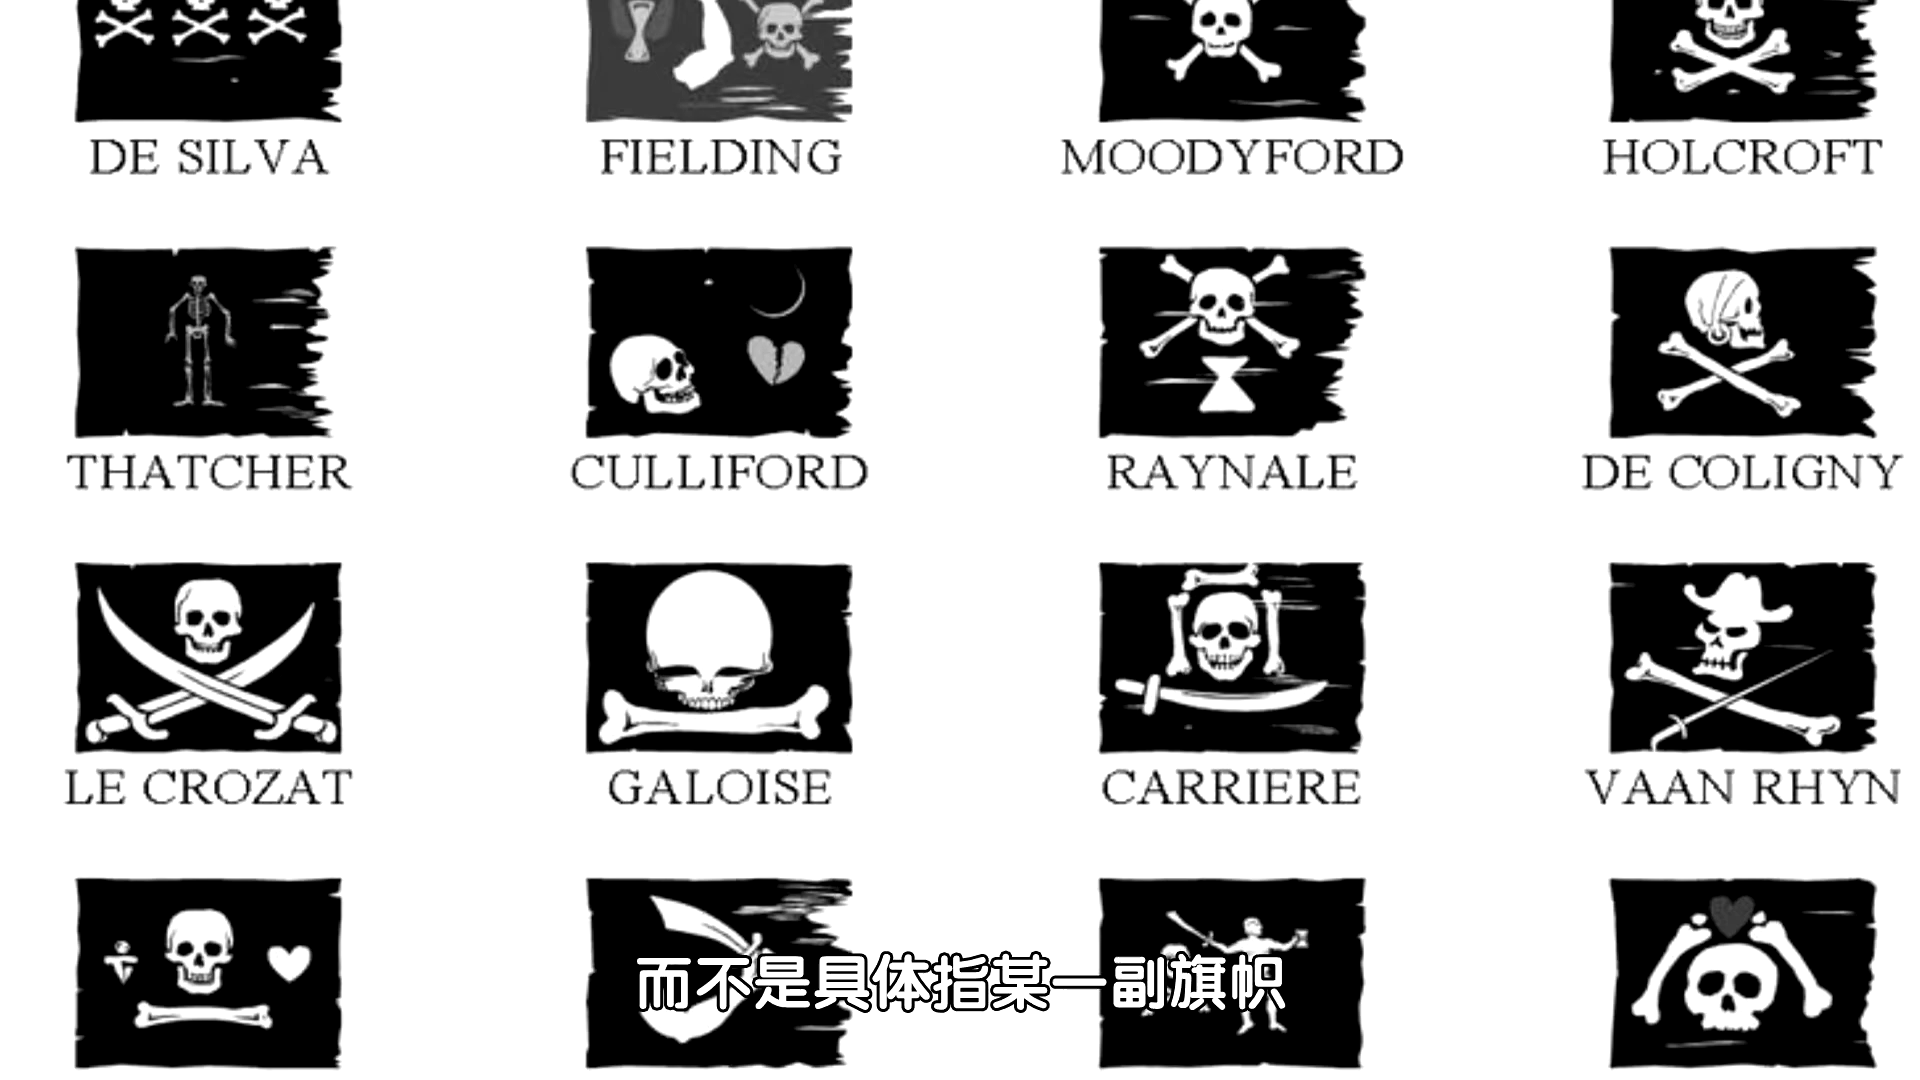 DE SILVA
FIELDING
MOODYFORD
HOLCROFT
THATCHER
CULLIFORD
RAYNALE
DE COLIGNY
LE CROZAT
GALOISE
CARRIERE
VAAN RHYN
而不是具体指某一副旗帜